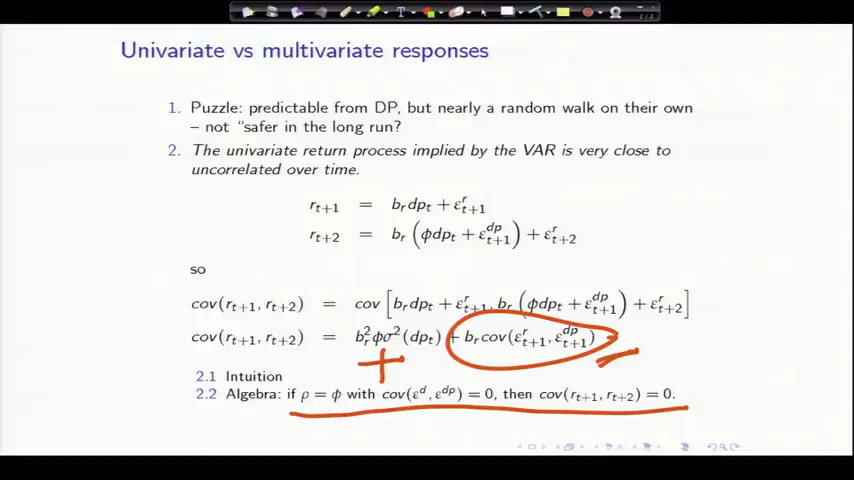 Univariate vs multivariate responses
1. Puzzle: predictable from DP, but nearly a random walk on their own
– not "safer in the long run?
2. The univariate return process implied by the VAR is very close to
uncorrelated over time.
r_{t+1} = b_r dp_t + ε^r_{t+1}
r_{t+2} = b_r (φdp_t + ε^{dp}_{t+1}) + ε^r_{t+2}
so
cov(r_{t+1}, r_{t+2}) = cov [b_r dp_t + ε^r_{t+1}, b_r (φdp_t + ε^{dp}_{t+1}) + ε^r_{t+2}]
cov(r_{t+1}, r_{t+2}) = b_r^2 φσ^2(dp_t) + b_r cov(ε^r_{t+1}, ε^{dp}_{t+1})
+ —
2.1 Intuition
2.2 Algebra: if ρ = φ with cov(ε^d, ε^{dp}) = 0, then cov(r_{t+1}, r_{t+2}) = 0.